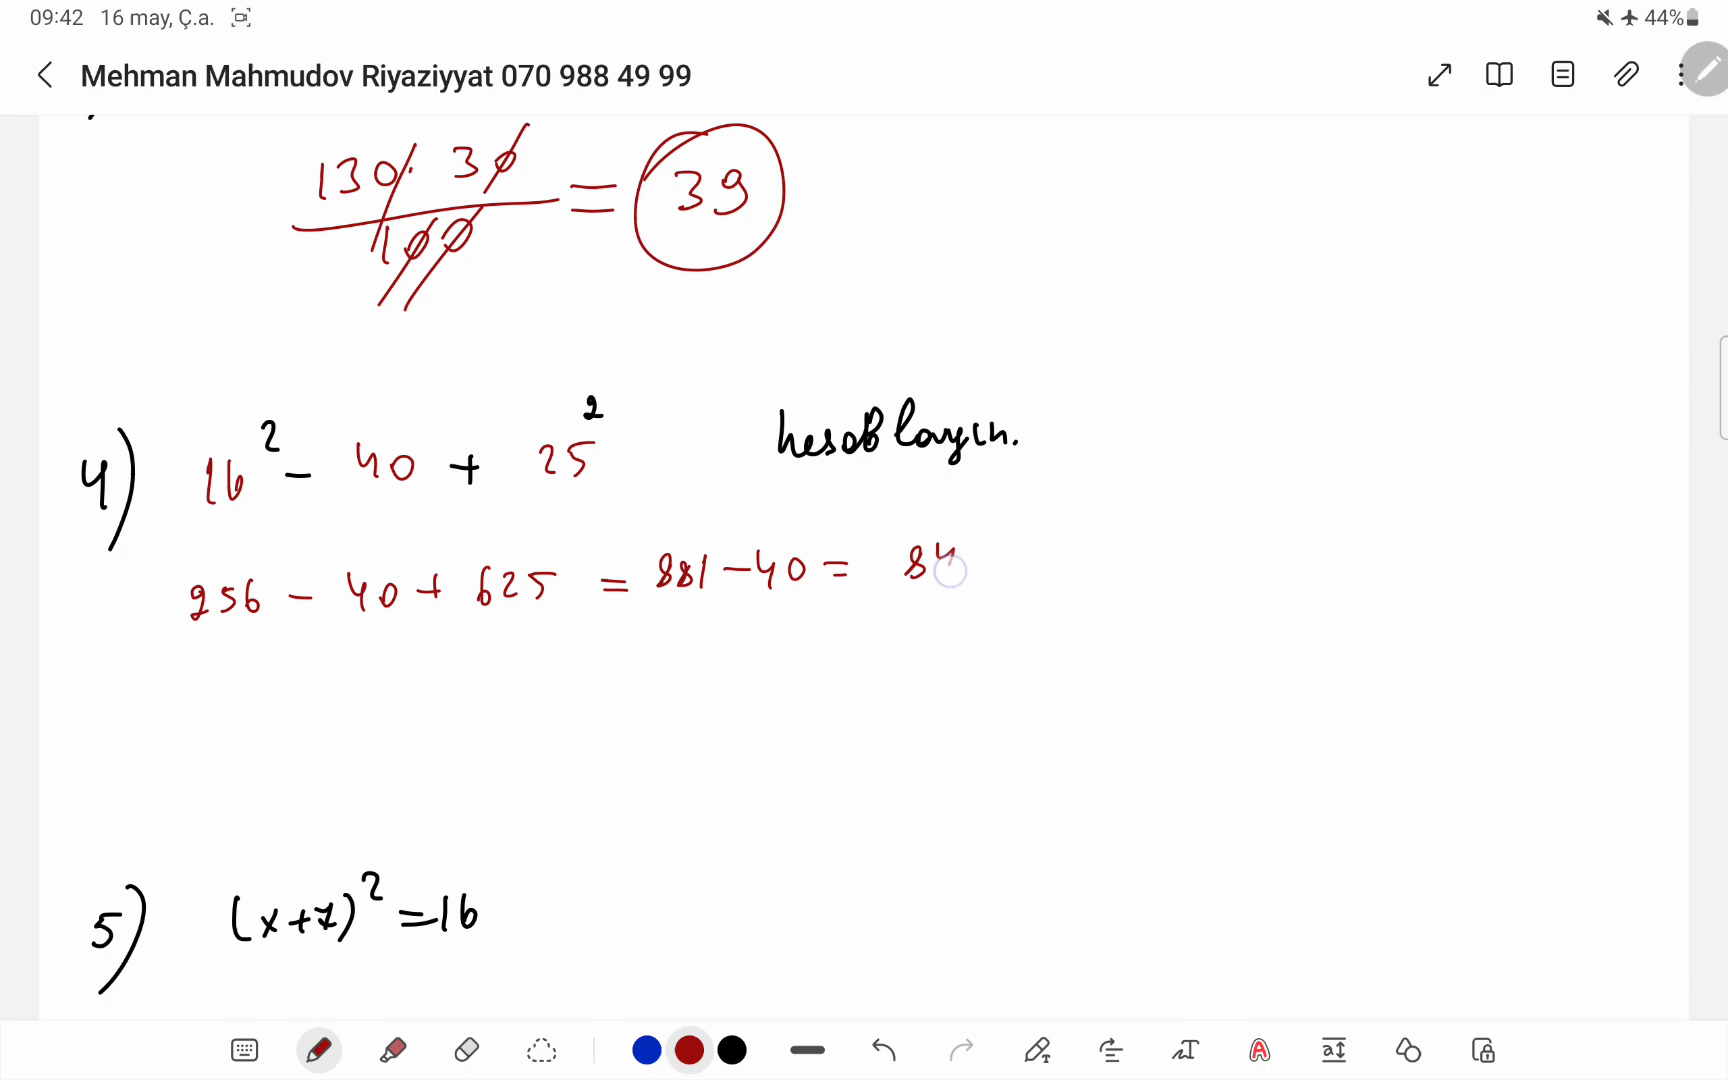 09:42 16 may, Ç.a. 44%
Mehman Mahmudov Riyaziyyat 070 988 49 99
130 · 30 / 100 = 39
4) 16² - 40 + 25² hesablayın.
256 - 40 + 625 = 881 - 40 = 84
5) (x+7)² = 16